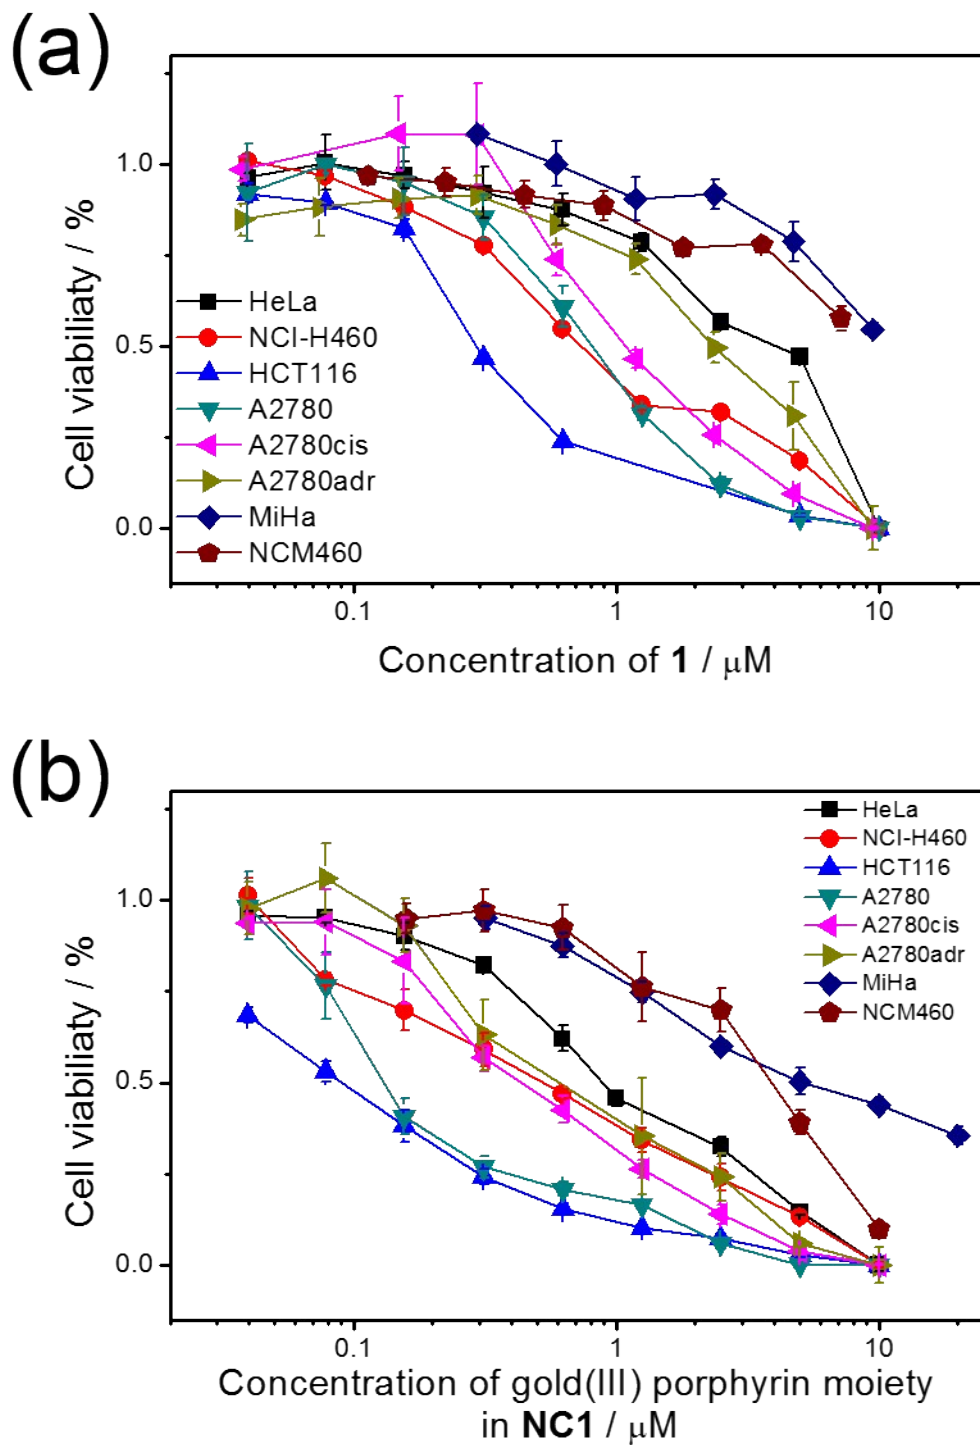 (a)
Cell viabiliaty / %
1.0
0.5
0.0
HeLa
NCI-H460
HCT116
A2780
A2780cis
A2780adr
MiHa
NCM460
0.1 1 10
Concentration of 1 / μM
(b)
Cell viabiliaty / %
1.0
0.5
0.0
HeLa
NCI-H460
HCT116
A2780
A2780cis
A2780adr
MiHa
NCM460
0.1 1 10
Concentration of gold(III) porphyrin moiety
in NC1 / μM